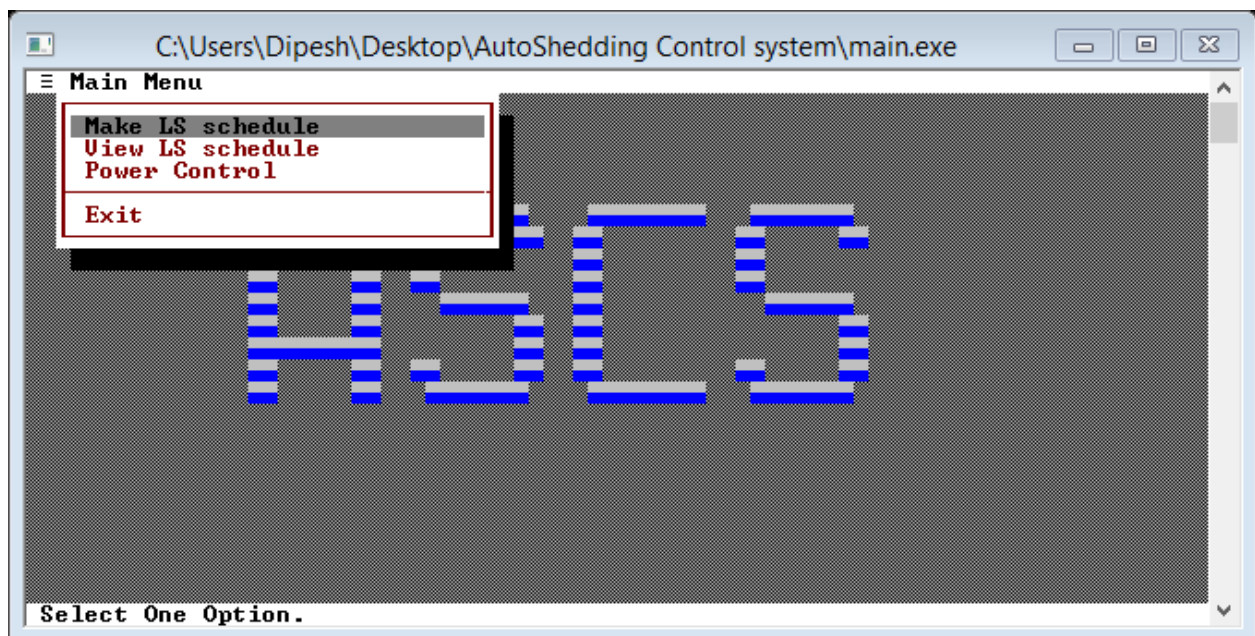 C:\Users\Dipesh\Desktop\AutoShedding Control system\main.exe
≡ Main Menu
Make LS schedule
View LS schedule
Power Control
Exit
ASCS
Select One Option.